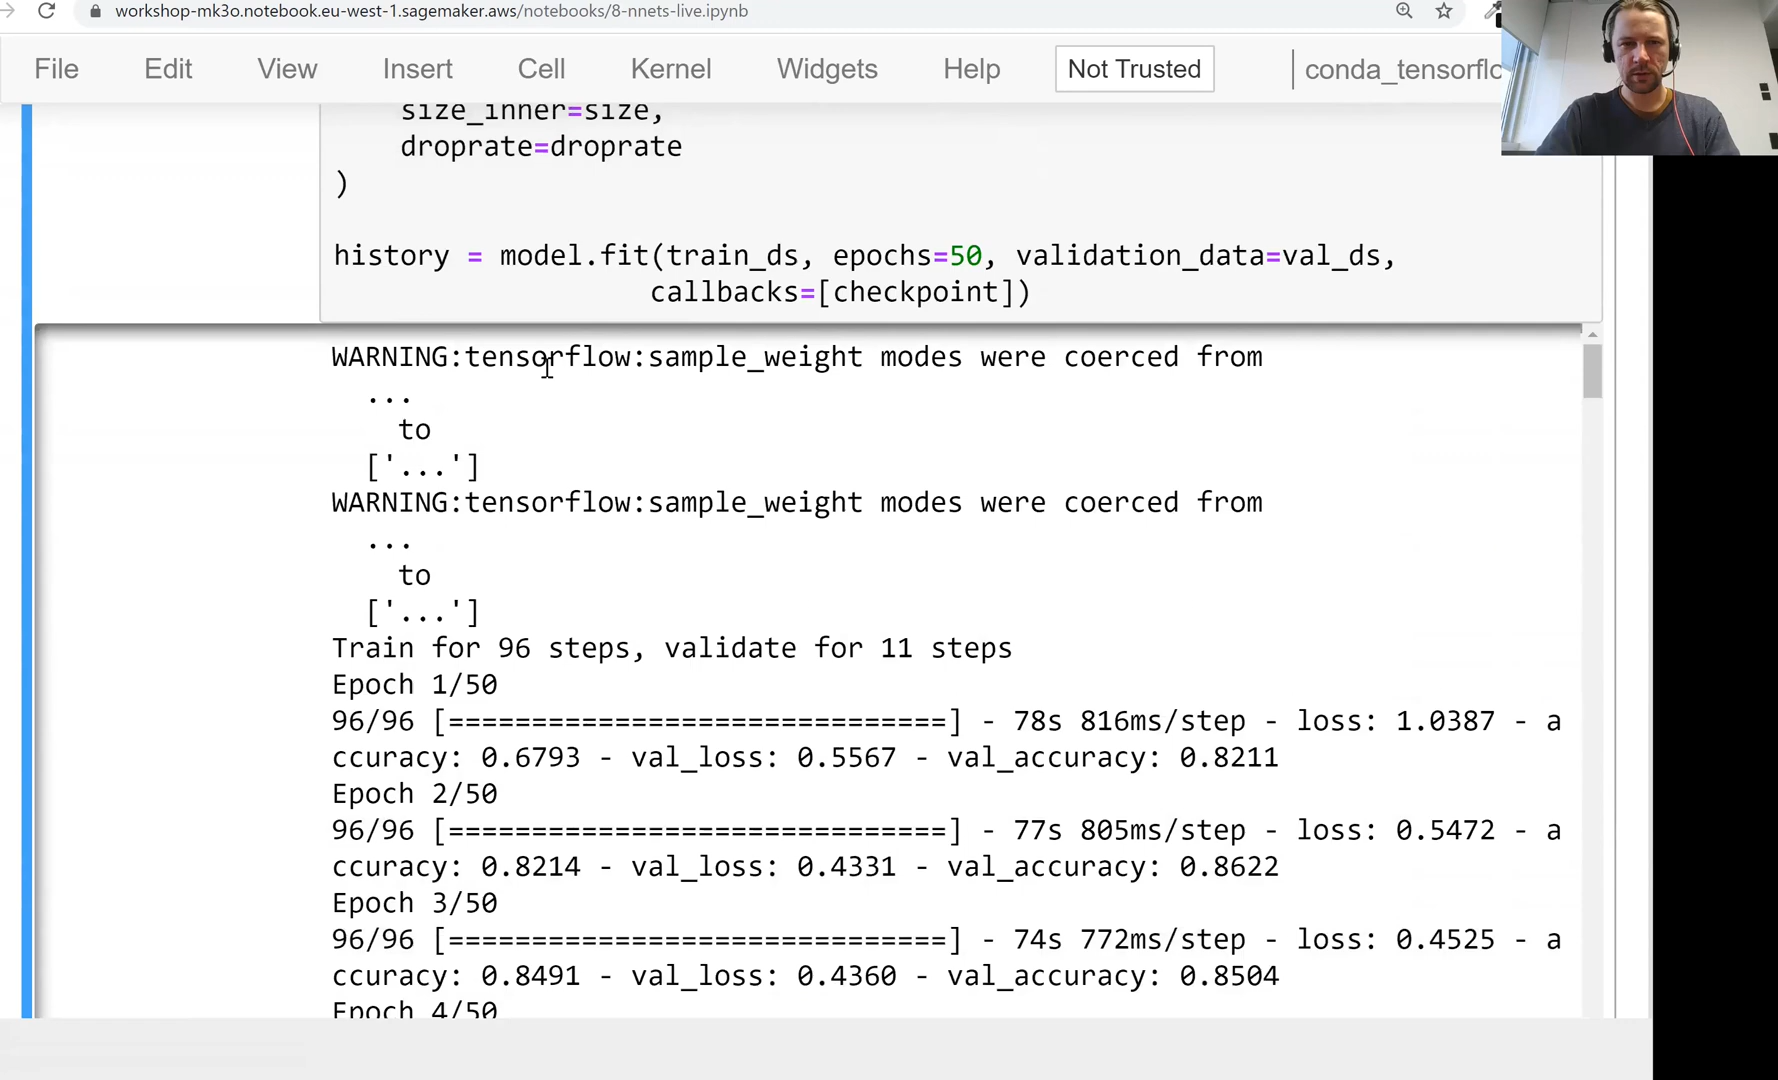 workshop-mk3o.notebook.eu-west-1.sagemaker.aws/notebooks/8-nnets-live.ipynb
File Edit View Insert Cell Kernel Widgets Help Not Trusted conda_tensorflo
size_inner=size,
droprate=droprate
)
history = model.fit(train_ds, epochs=50, validation_data=val_ds,
callbacks=[checkpoint])
WARNING:tensorflow:sample_weight modes were coerced from
...
to
['...']
WARNING:tensorflow:sample_weight modes were coerced from
...
to
['...']
Train for 96 steps, validate for 11 steps
Epoch 1/50
96/96 [==============================] - 78s 816ms/step - loss: 1.0387 - a
ccuracy: 0.6793 - val_loss: 0.5567 - val_accuracy: 0.8211
Epoch 2/50
96/96 [==============================] - 77s 805ms/step - loss: 0.5472 - a
ccuracy: 0.8214 - val_loss: 0.4331 - val_accuracy: 0.8622
Epoch 3/50
96/96 [==============================] - 74s 772ms/step - loss: 0.4525 - a
ccuracy: 0.8491 - val_loss: 0.4360 - val_accuracy: 0.8504
Epoch 4/50